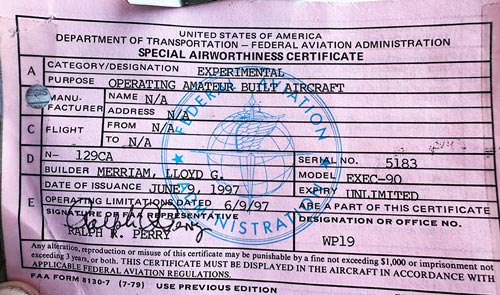 UNITED STATES OF AMERICA
DEPARTMENT OF TRANSPORTATION - FEDERAL AVIATION ADMINISTRATION
SPECIAL AIRWORTHINESS CERTIFICATE
A CATEGORY/DESIGNATION EXPERIMENTAL
PURPOSE OPERATING AMATEUR BUILT AIRCRAFT
B MANUFACTURER NAME N/A
ADDRESS N/A
C FLIGHT FROM N/A
TO N/A
D N- 129CA SERIAL NO. 5183
BUILDER MERRIAM, LLOYD G. MODEL EXEC-90
E DATE OF ISSUANCE JUNE 9, 1997 EXPIRY UNLIMITED
OPERATING LIMITATIONS DATED 6/9/97 ARE A PART OF THIS CERTIFICATE
SIGNATURE OF FAA REPRESENTATIVE DESIGNATION OR OFFICE NO.
RALPH R. PERRY WP19
Any alteration, reproduction or misuse of this certificate may be punishable by a fine not exceeding $1,000 or imprisonment not
exceeding 3 years, or both. THIS CERTIFICATE MUST BE DISPLAYED IN THE AIRCRAFT IN ACCORDANCE WITH
APPLICABLE FEDERAL AVIATION REGULATIONS.
FAA FORM 8130-7 (7-79) USE PREVIOUS EDITION
FEDERAL AVIATION ADMINISTRATION